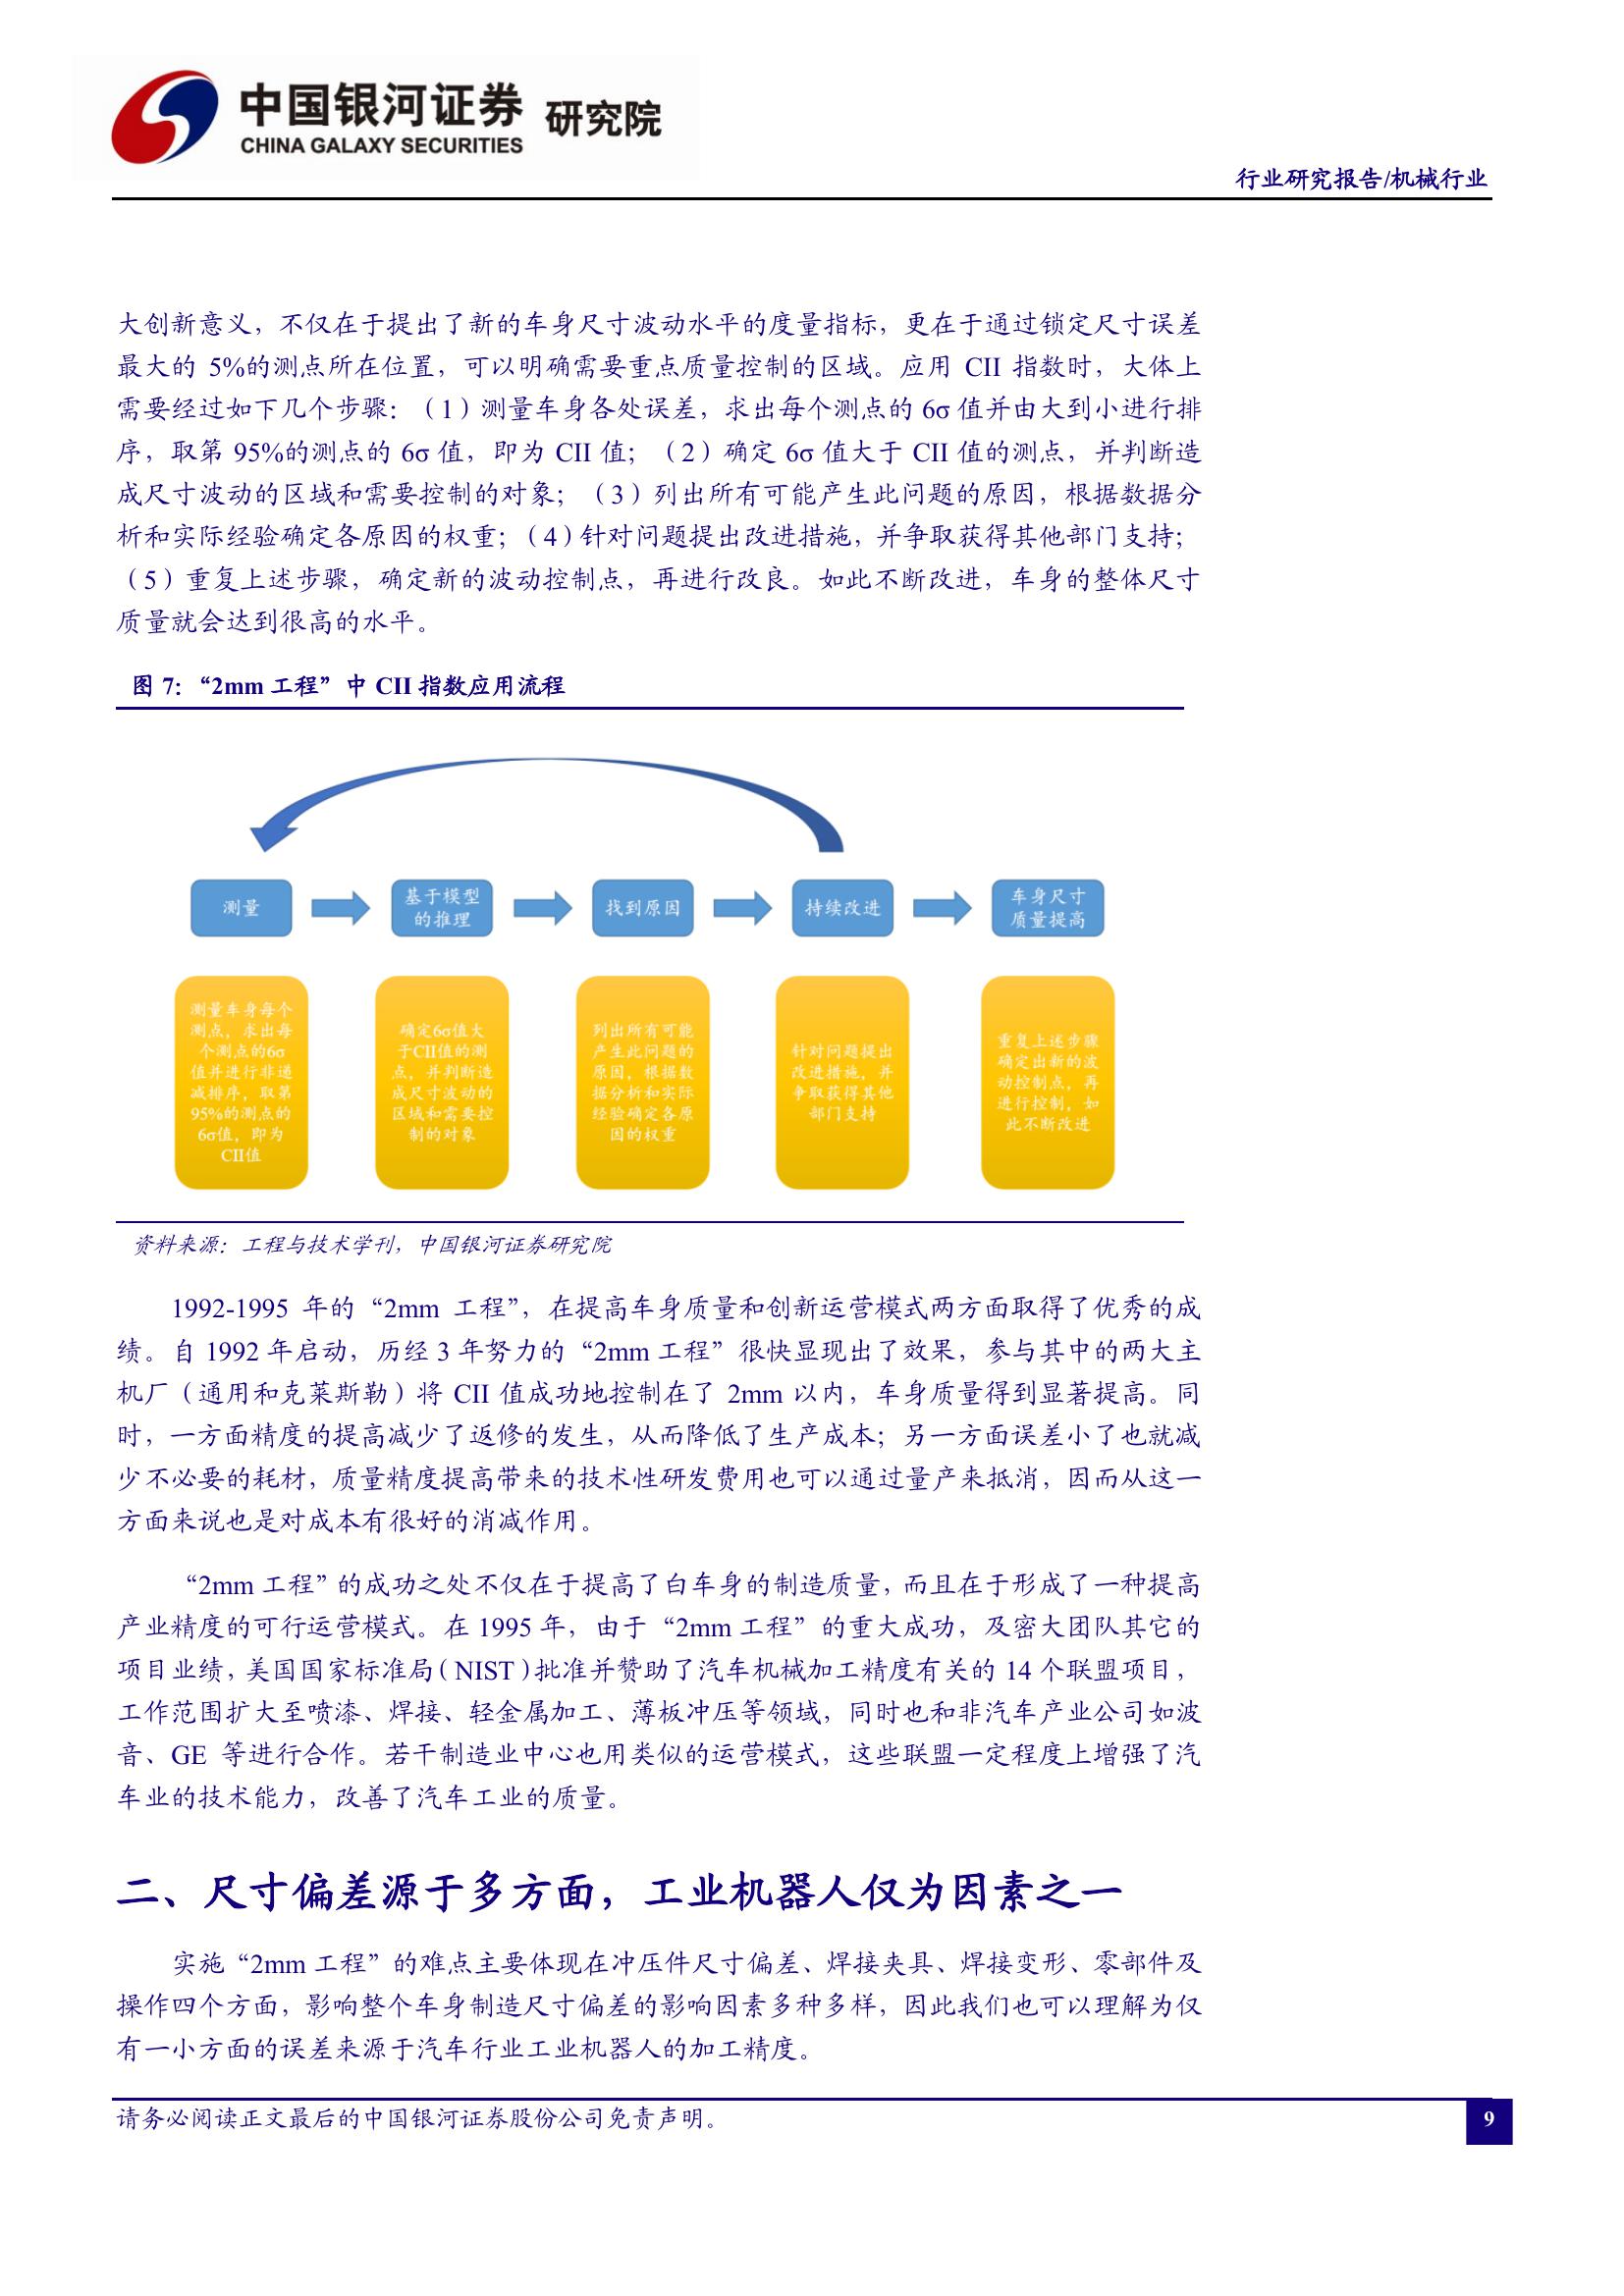 中国银河证券 研究院
CHINA GALAXY SECURITIES
行业研究报告/机械行业
大创新意义，不仅在于提出了新的车身尺寸波动水平的度量指标，更在于通过锁定尺寸误差
最大的 5%的测点所在位置，可以明确需要重点质量控制的区域。应用 CII 指数时，大体上
需要经过如下几个步骤：（1）测量车身各处误差，求出每个测点的 6σ 值并由大到小进行排
序，取第 95%的测点的 6σ 值，即为 CII 值；（2）确定 6σ 值大于 CII 值的测点，并判断造
成尺寸波动的区域和需要控制的对象；（3）列出所有可能产生此问题的原因，根据数据分
析和实际经验确定各原因的权重；（4）针对问题提出改进措施，并争取获得其他部门支持；
（5）重复上述步骤，确定新的波动控制点，再进行改良。如此不断改进，车身的整体尺寸
质量就会达到很高的水平。
图 7：“2mm 工程”中 CII 指数应用流程
测量
基于模型
的推理
找到原因
持续改进
车身尺寸
质量提高
测量车身每个
测点，求出每
个测点的6σ
值并进行非递
减排序，取第
95%的测点的
6σ值，即为
CII值
确定6σ值大
于CII值的测
点，并判断造
成尺寸波动的
区域和需要控
制的对象
列出所有可能
产生此问题的
原因，根据数
据分析和实际
经验确定各原
因的权重
针对问题提出
改进措施，并
争取获得其他
部门支持
重复上述步骤
确定出新的波
动控制点，再
进行控制，如
此不断改进
资料来源：工程与技术学刊，中国银河证券研究院
1992-1995 年的“2mm 工程”，在提高车身质量和创新运营模式两方面取得了优秀的成
绩。自 1992 年启动，历经 3 年努力的“2mm 工程”很快显现出了效果，参与其中的两大主
机厂（通用和克莱斯勒）将 CII 值成功地控制在了 2mm 以内，车身质量得到显著提高。同
时，一方面精度的提高减少了返修的发生，从而降低了生产成本；另一方面误差小了也就减
少不必要的耗材，质量精度提高带来的技术性研发费用也可以通过量产来抵消，因而从这一
方面来说也是对成本有很好的消减作用。
“2mm 工程”的成功之处不仅在于提高了白车身的制造质量，而且在于形成了一种提高
产业精度的可行运营模式。在 1995 年，由于“2mm 工程”的重大成功，及密大团队其它的
项目业绩，美国国家标准局（NIST）批准并赞助了汽车机械加工精度有关的 14 个联盟项目，
工作范围扩大至喷漆、焊接、轻金属加工、薄板冲压等领域，同时也和非汽车产业公司如波
音、GE 等进行合作。若干制造业中心也用类似的运营模式，这些联盟一定程度上增强了汽
车业的技术能力，改善了汽车工业的质量。
二、尺寸偏差源于多方面，工业机器人仅为因素之一
实施“2mm 工程”的难点主要体现在冲压件尺寸偏差、焊接夹具、焊接变形、零部件及
操作四个方面，影响整个车身制造尺寸偏差的影响因素多种多样，因此我们也可以理解为仅
有一小方面的误差来源于汽车行业工业机器人的加工精度。
请务必阅读正文最后的中国银河证券股份公司免责声明。
9